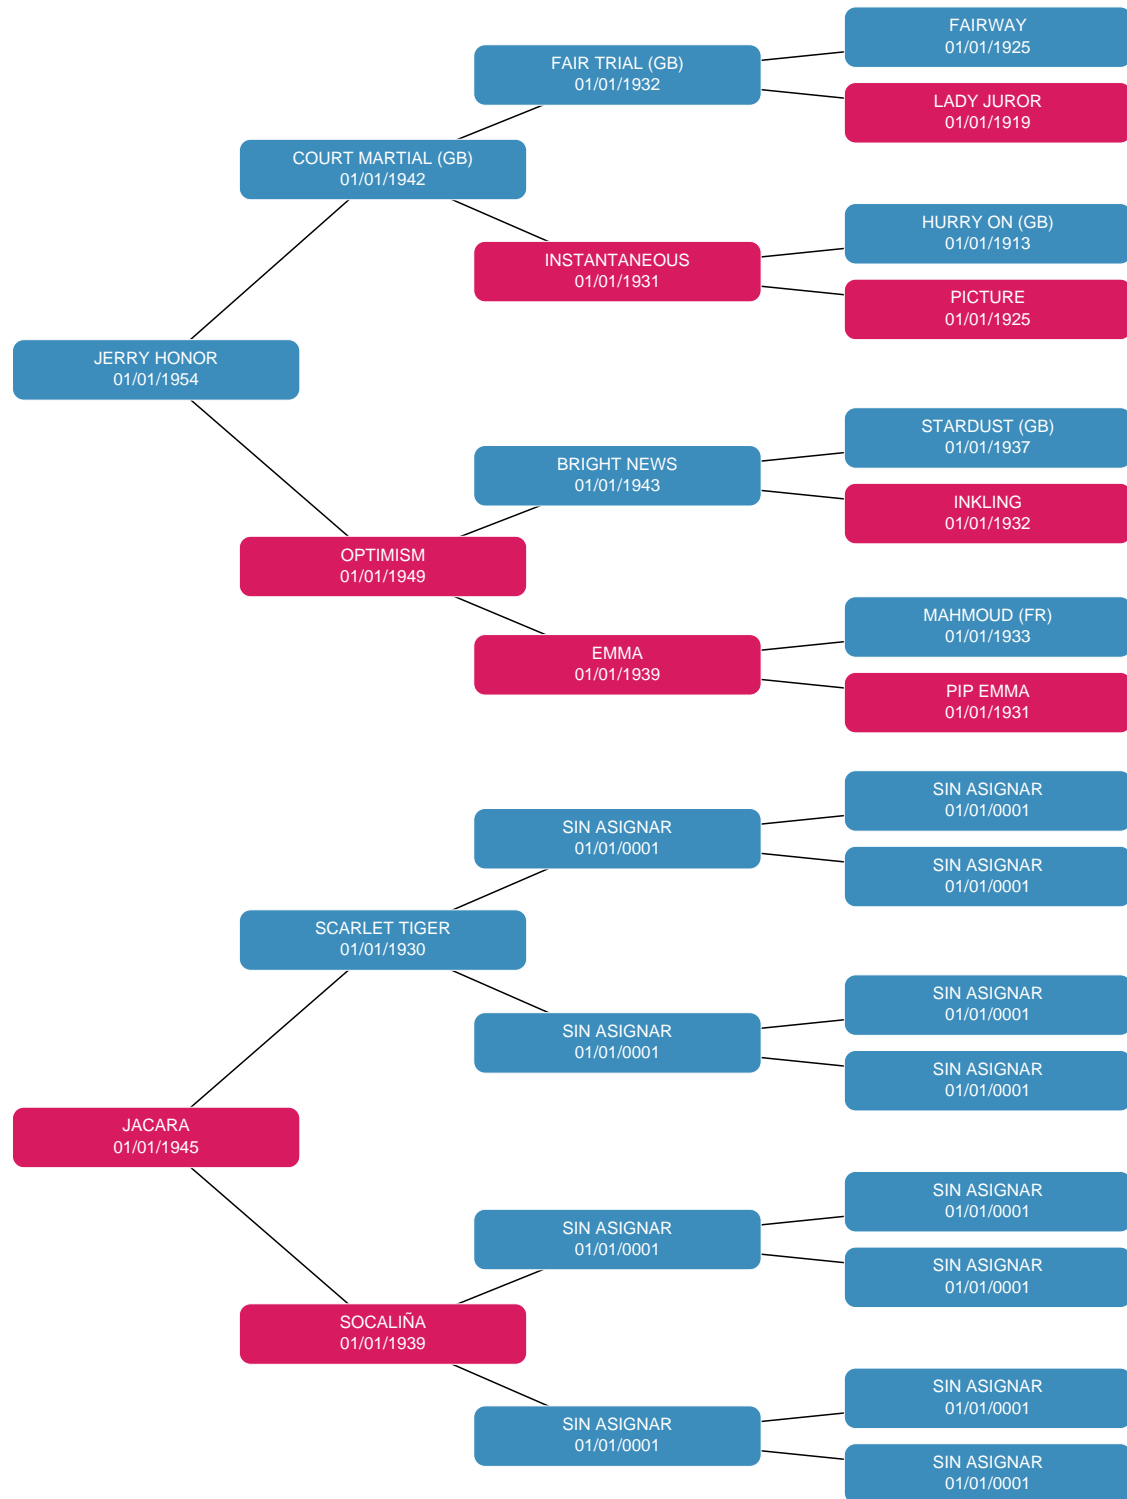 FAIRWAY
01/01/1925
FAIR TRIAL (GB)
01/01/1932
LADY JUROR
01/01/1919
COURT MARTIAL (GB)
01/01/1942
HURRY ON (GB)
01/01/1913
INSTANTANEOUS
01/01/1931
PICTURE
01/01/1925
JERRY HONOR
01/01/1954
STARDUST (GB)
01/01/1937
BRIGHT NEWS
01/01/1943
INKLING
01/01/1932
OPTIMISM
01/01/1949
MAHMOUD (FR)
01/01/1933
EMMA
01/01/1939
PIP EMMA
01/01/1931
SIN ASIGNAR
01/01/0001
SIN ASIGNAR
01/01/0001
SIN ASIGNAR
01/01/0001
SCARLET TIGER
01/01/1930
SIN ASIGNAR
01/01/0001
SIN ASIGNAR
01/01/0001
SIN ASIGNAR
01/01/0001
JACARA
01/01/1945
SIN ASIGNAR
01/01/0001
SIN ASIGNAR
01/01/0001
SIN ASIGNAR
01/01/0001
SOCALIÑA
01/01/1939
SIN ASIGNAR
01/01/0001
SIN ASIGNAR
01/01/0001
SIN ASIGNAR
01/01/0001